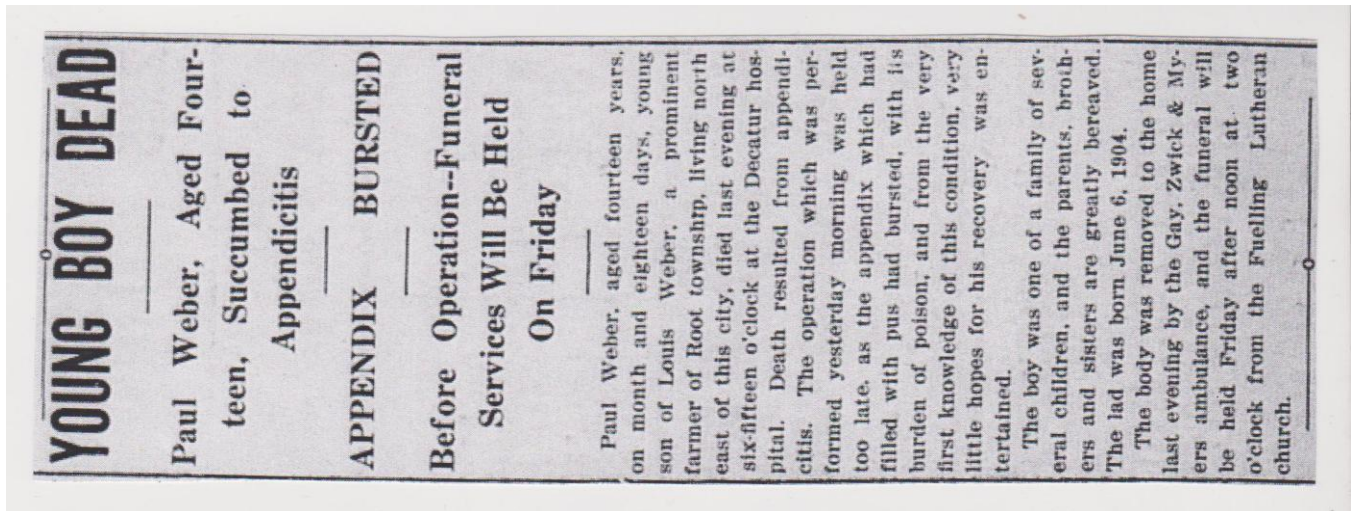 YOUNG BOY DEAD
Paul Weber, Aged Four-
teen, Succumbed to
Appendicitis
APPENDIX BURSTED
Before Operation--Funeral
Services Will Be Held
On Friday
Paul Weber, aged fourteen years,
on month and eighteen days, young
son of Louis Weber, a prominent
farmer of Root township, living north
east of this city, died last evening at
six-fifteen o'clock at the Decatur hos-
pital. Death resulted from appendi-
citis. The operation which was per-
formed yesterday morning was held
too late, as the appendix which had
filled with pus had bursted, with its
burden of poison, and from the very
first knowledge of this condition, very
little hopes for his recovery was en-
tertained.
The boy was one of a family of sev-
eral children, and the parents, broth-
ers and sisters are greatly bereaved.
The lad was born June 6, 1904.
The body was removed to the home
last evening by the Gay, Zwick & My-
ers ambulance, and the funeral will
be held Friday after noon at two
o'clock from the Fuelling Lutheran
church.